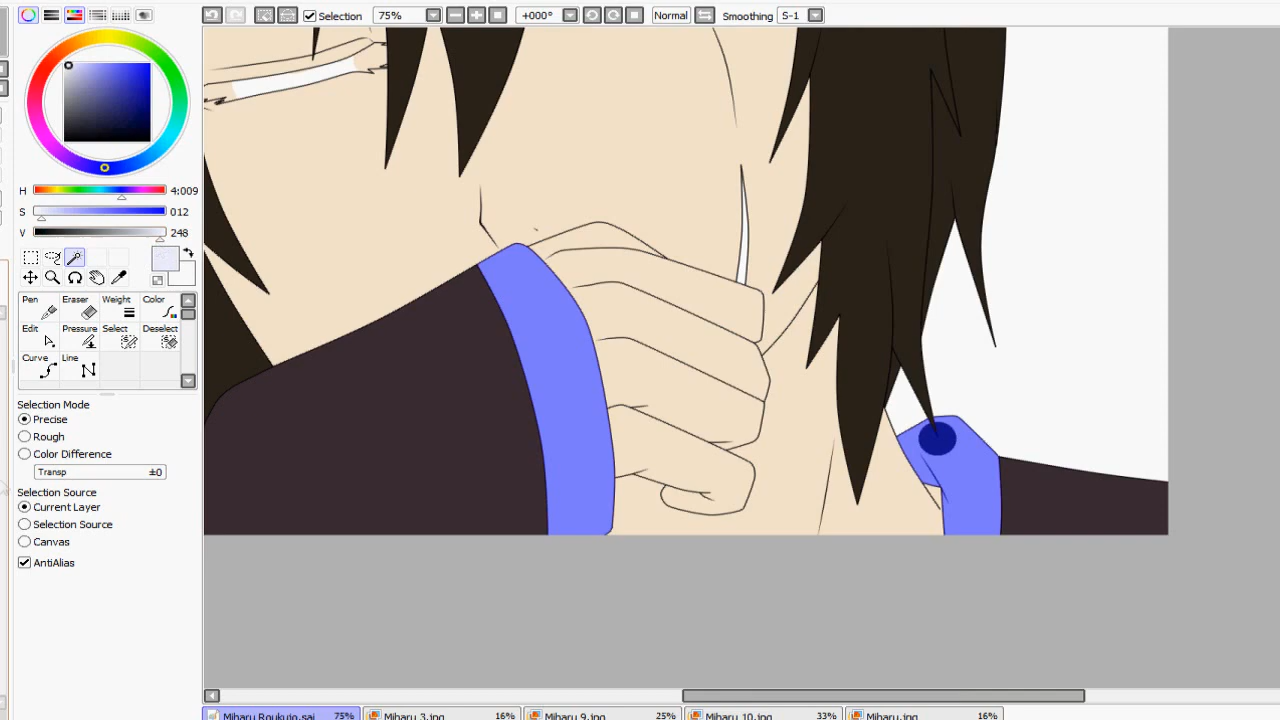 Selection 75% +000° Normal Smoothing S-1
H 4:009
S 012
V 248
Pen Eraser Weight Color
Edit Pressure Select Deselect
Curve Line
Selection Mode
Precise
Rough
Color Difference
Transp ±0
Selection Source
Current Layer
Selection Source
Canvas
AntiAlias
Miharu Roukujo.sai 75% Miharu 3.jpg 16% Miharu 9.jpg 25% Miharu 10.jpg 33% Miharu.jpg 16%